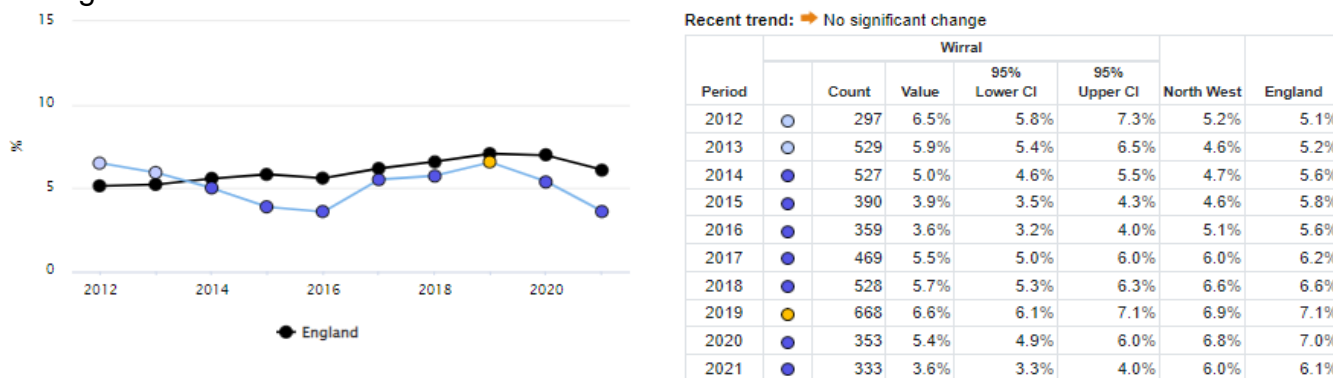 15
10
%
5
0
2012 2014 2016 2018 2020
England
Recent trend: No significant change
Wirral
Period Count Value 95% Lower CI 95% Upper CI North West England
2012 297 6.5% 5.8% 7.3% 5.2% 5.1%
2013 529 5.9% 5.4% 6.5% 4.6% 5.2%
2014 527 5.0% 4.6% 5.5% 4.7% 5.6%
2015 390 3.9% 3.5% 4.3% 4.6% 5.8%
2016 359 3.6% 3.2% 4.0% 5.1% 5.6%
2017 469 5.5% 5.0% 6.0% 6.0% 6.2%
2018 528 5.7% 5.3% 6.3% 6.6% 6.6%
2019 668 6.6% 6.1% 7.1% 6.9% 7.1%
2020 353 5.4% 4.9% 6.0% 6.8% 7.0%
2021 333 3.6% 3.3% 4.0% 6.0% 6.1%